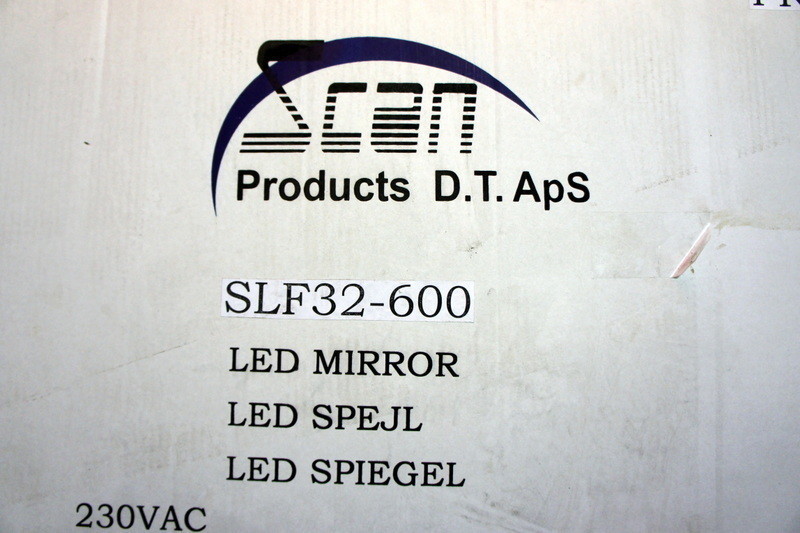 Scan
Products D.T. ApS
SLF32-600
LED MIRROR
LED SPEJL
LED SPIEGEL
230VAC